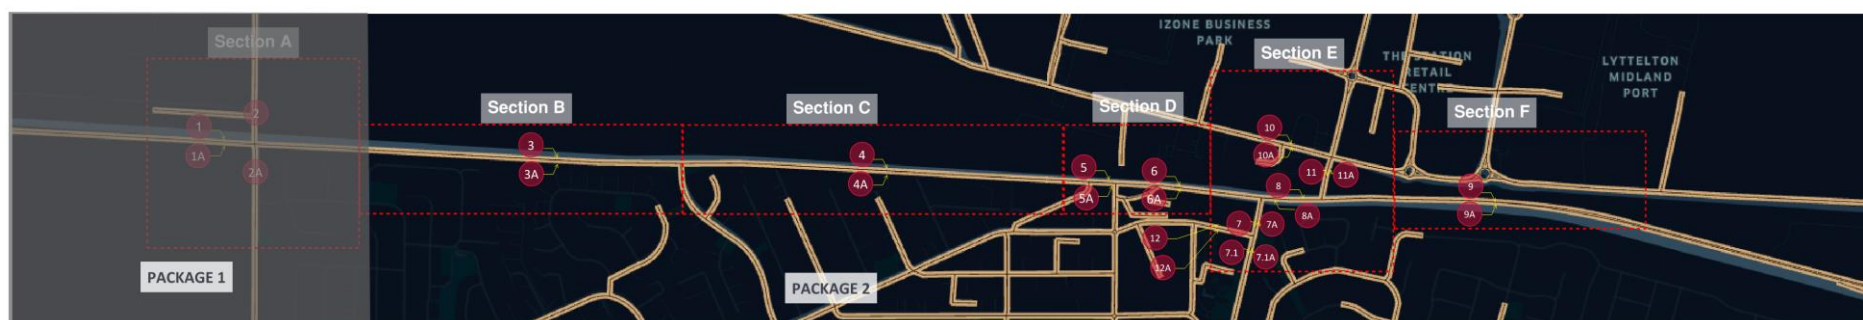 Section A
IZONE BUSINESS
PARK
Section E
THE STATION
RETAIL
CENTRE
LYTTELTON
MIDLAND
PORT
Section B
Section C
Section D
Section F
1
1A
2
2A
3
3A
4
4A
5
5A
6
6A
10
10A
11
11A
8
8A
7
7A
7.1
7.1A
12
12A
9
9A
PACKAGE 1
PACKAGE 2